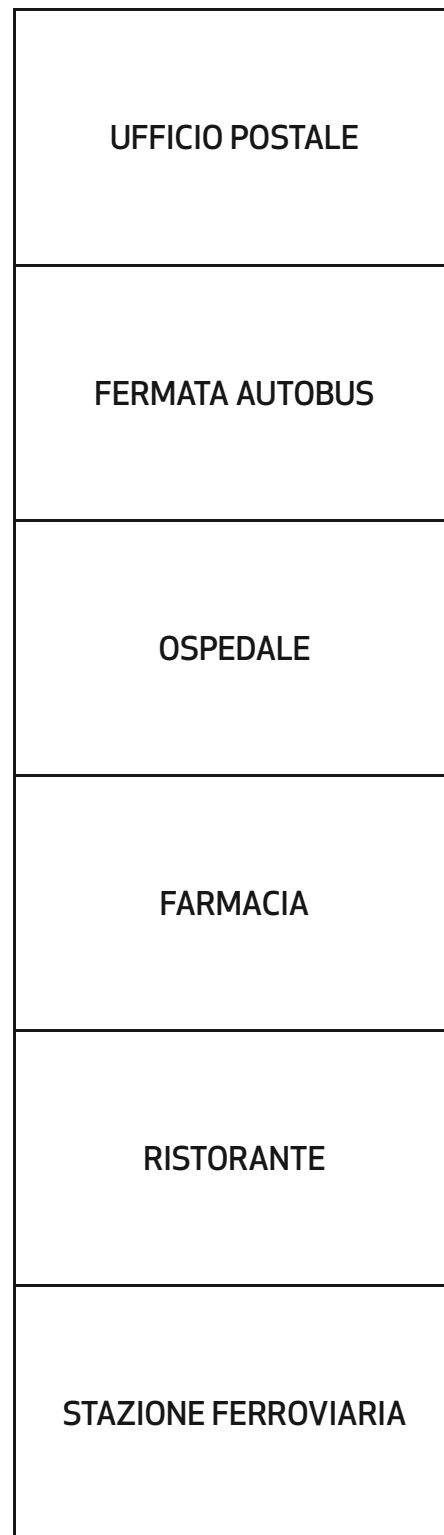 UFFICIO POSTALE
FERMATA AUTOBUS
OSPEDALE
FARMACIA
RISTORANTE
STAZIONE FERROVIARIA